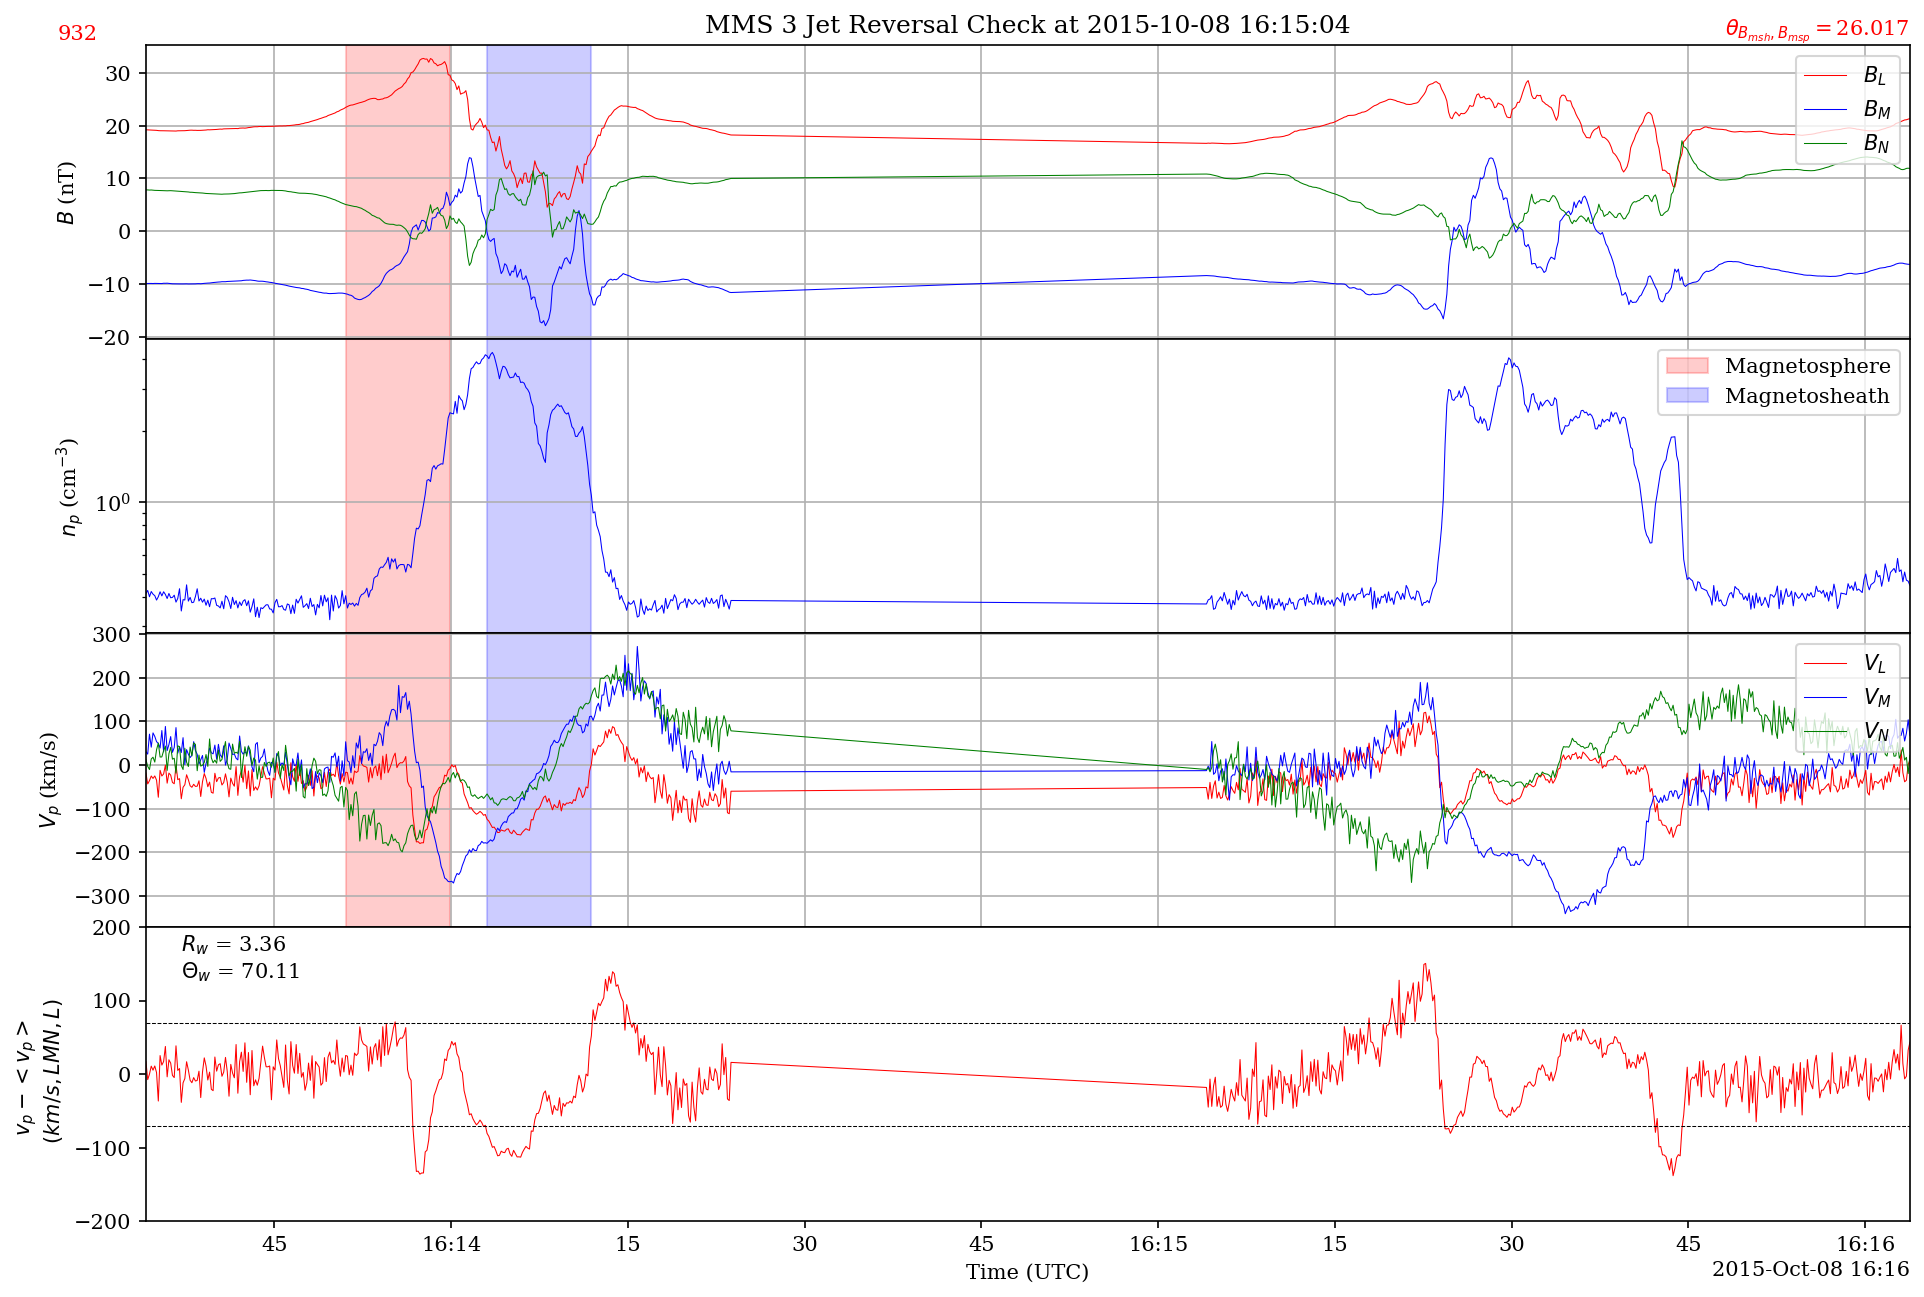 MMS 3 Jet Reversal Check at 2015-10-08 16:15:04
932
θ_{B_{msh}, B_{msp}} = 26.017
30
20
10
0
−10
−20
B (nT)
B_L
B_M
B_N
10^0
n_p (cm^{−3})
Magnetosphere
Magnetosheath
300
200
100
0
−100
−200
−300
V_p (km/s)
V_L
V_M
V_N
200
100
0
−100
−200
v_p − < v_p >
(km/s, LMN, L)
R_w = 3.36
Θ_w = 70.11
45
16:14
15
30
45
16:15
15
30
45
16:16
Time (UTC)
2015-Oct-08 16:16